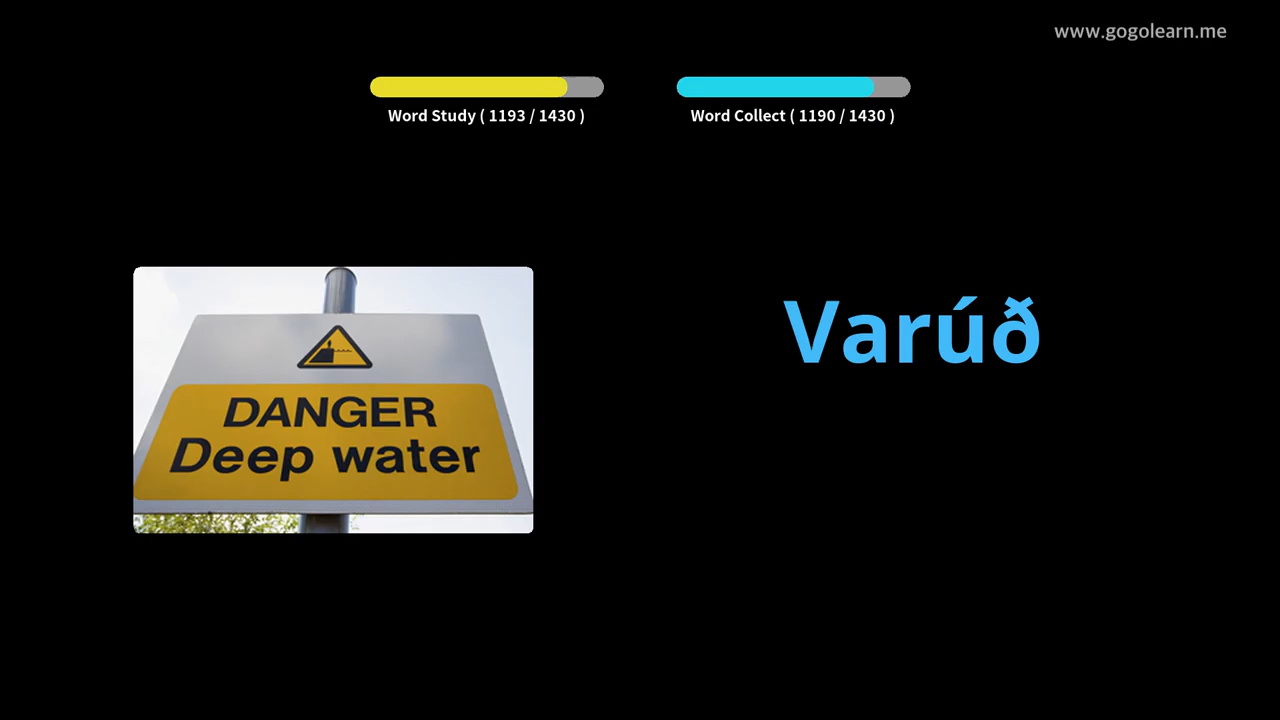 www.gogolearn.me
Word Study ( 1193 / 1430 )
Word Collect ( 1190 / 1430 )
DANGER
Deep water
Varúð